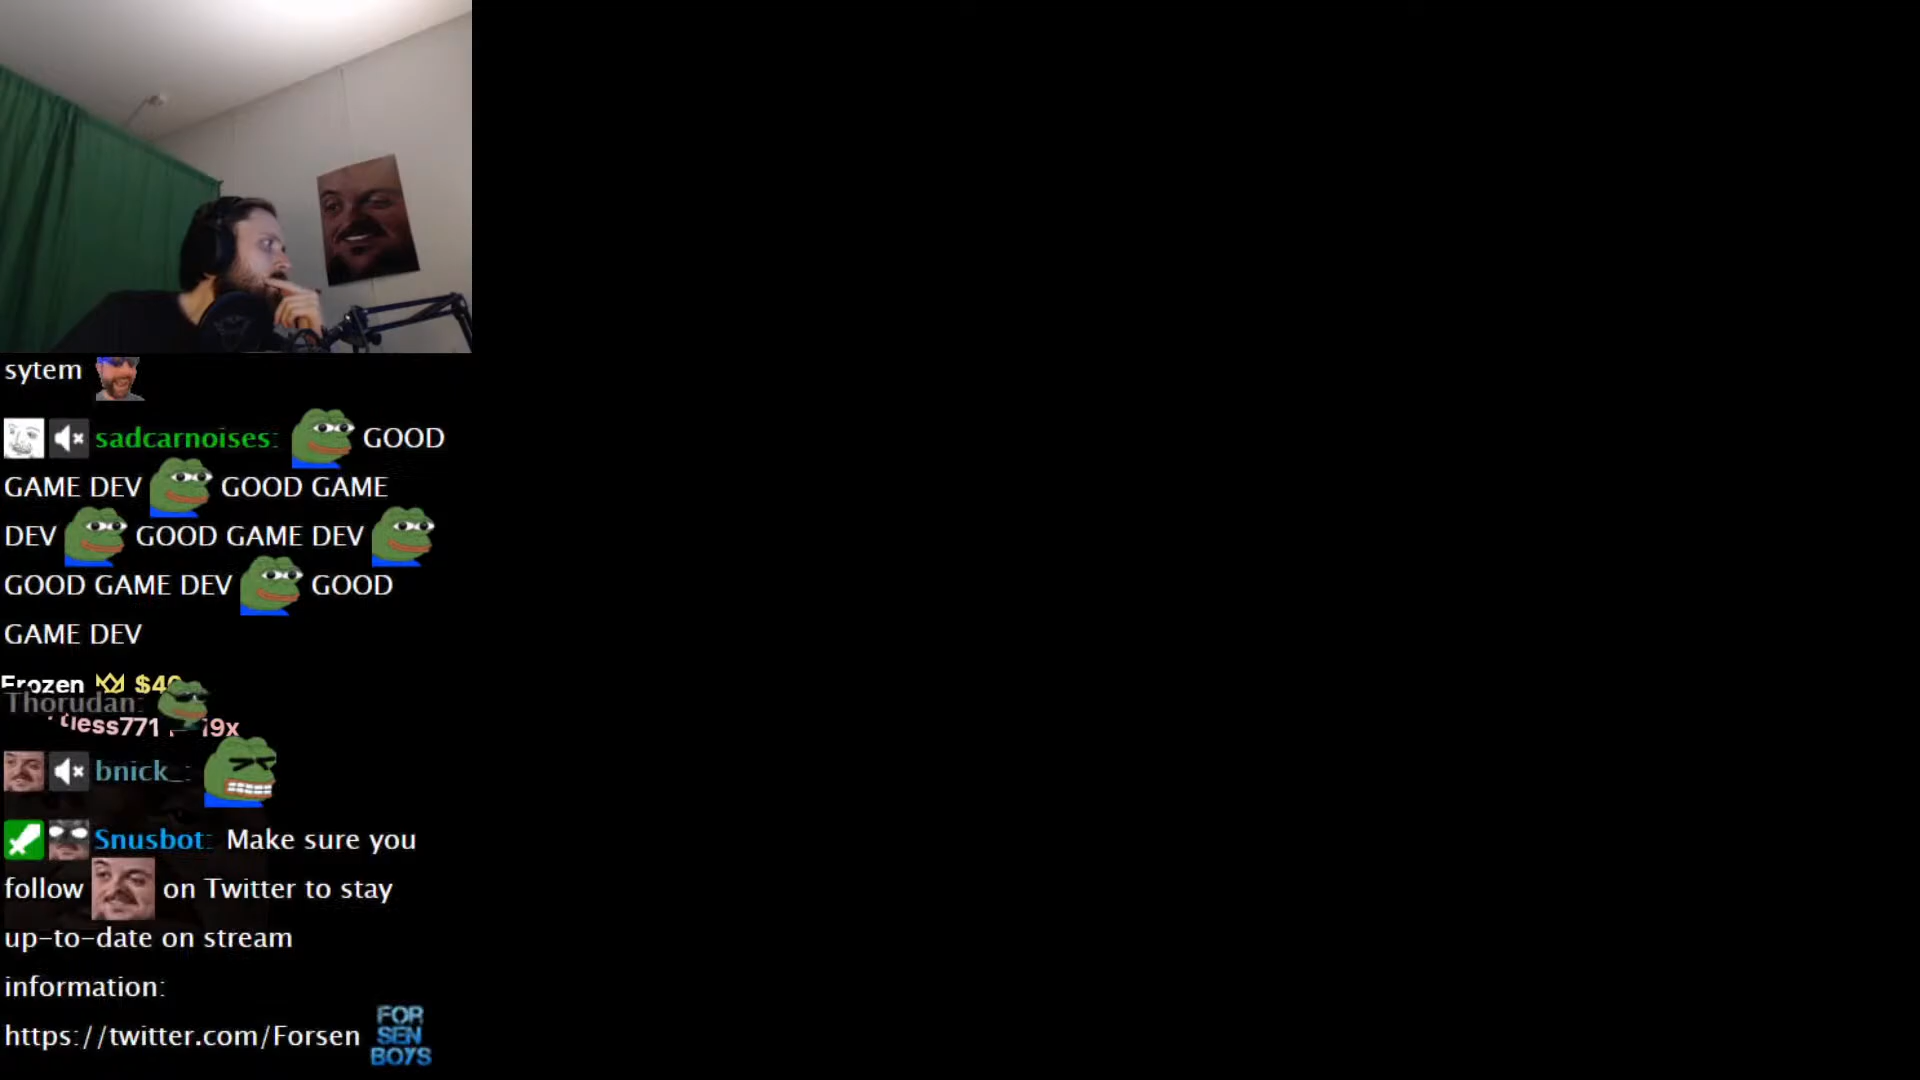 sytem
sadcarnoises: GOOD
GAME DEV GOOD GAME
DEV GOOD GAME DEV
GOOD GAME DEV GOOD
GAME DEV
Frozen
Thorudan:
bnick_:
Snusbot: Make sure you
follow on Twitter to stay
up-to-date on stream
information:
https://twitter.com/Forsen FOR
SEN
BOYS